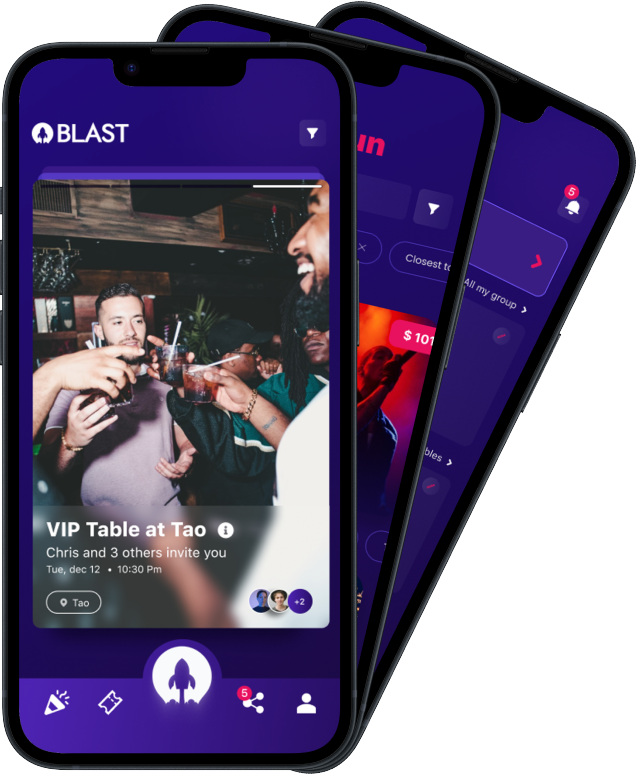 BLAST
VIP Table at Tao
Chris and 3 others invite you
Tue, dec 12 • 10:30 Pm
Tao
+2
5
un
Closest to
$ 101
5
All my group
bles